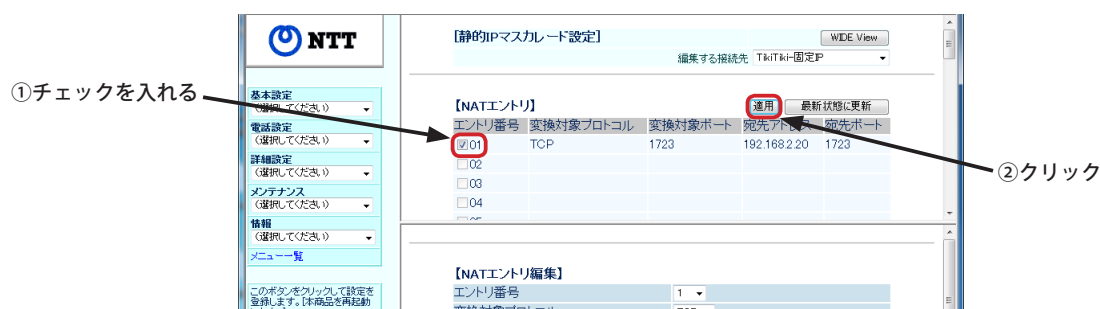 NTT
[静的IPマスカレード設定]
WIDE View
編集する接続先 TikiTiki-固定IP
①チェックを入れる
基本設定
(選択してください)
電話設定
(選択してください)
詳細設定
(選択してください)
メンテナンス
(選択してください)
情報
(選択してください)
メニュー一覧
このボタンをクリックして設定を
登録します。[本商品を再起動
【NATエントリ】
適用 最新状態に更新
エントリ番号 変換対象プロトコル 変換対象ポート 宛先アドレス 宛先ポート
01 TCP 1723 192.168.2.20 1723
02
03
04
②クリック
【NATエントリ編集】
エントリ番号 1